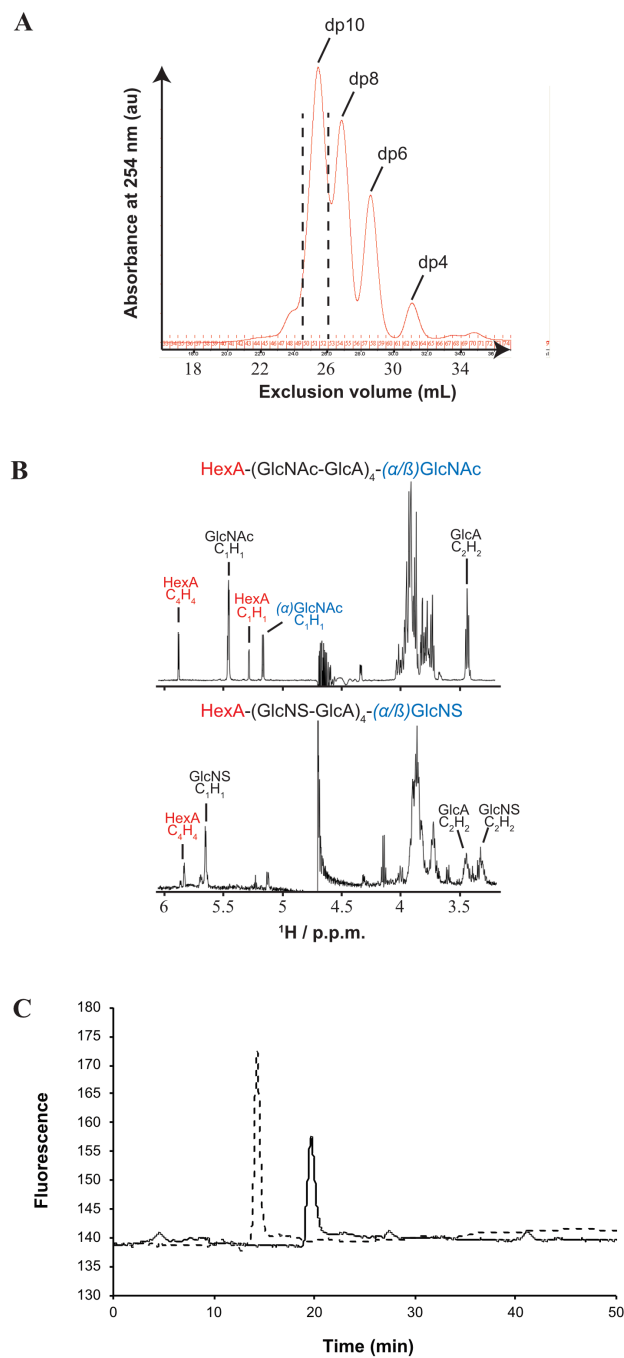 A
dp10
dp8
dp6
dp4
Absorbance at 254 nm (au)
18 22 26 30 34
Exclusion volume (mL)
B
HexA-(GlcNAc-GlcA)4-(α/ß)GlcNAc
GlcNAc
C1H1
HexA
C4H4
HexA
C1H1
(α)GlcNAc
C1H1
GlcA
C2H2
HexA-(GlcNS-GlcA)4-(α/ß)GlcNS
GlcNS
C1H1
HexA
C4H4
GlcA
C2H2
GlcNS
C2H2
6 5.5 5 4.5 4 3.5
¹H / p.p.m.
C
180
175
170
165
160
155
150
145
140
135
130
Fluorescence
0 10 20 30 40 50
Time (min)